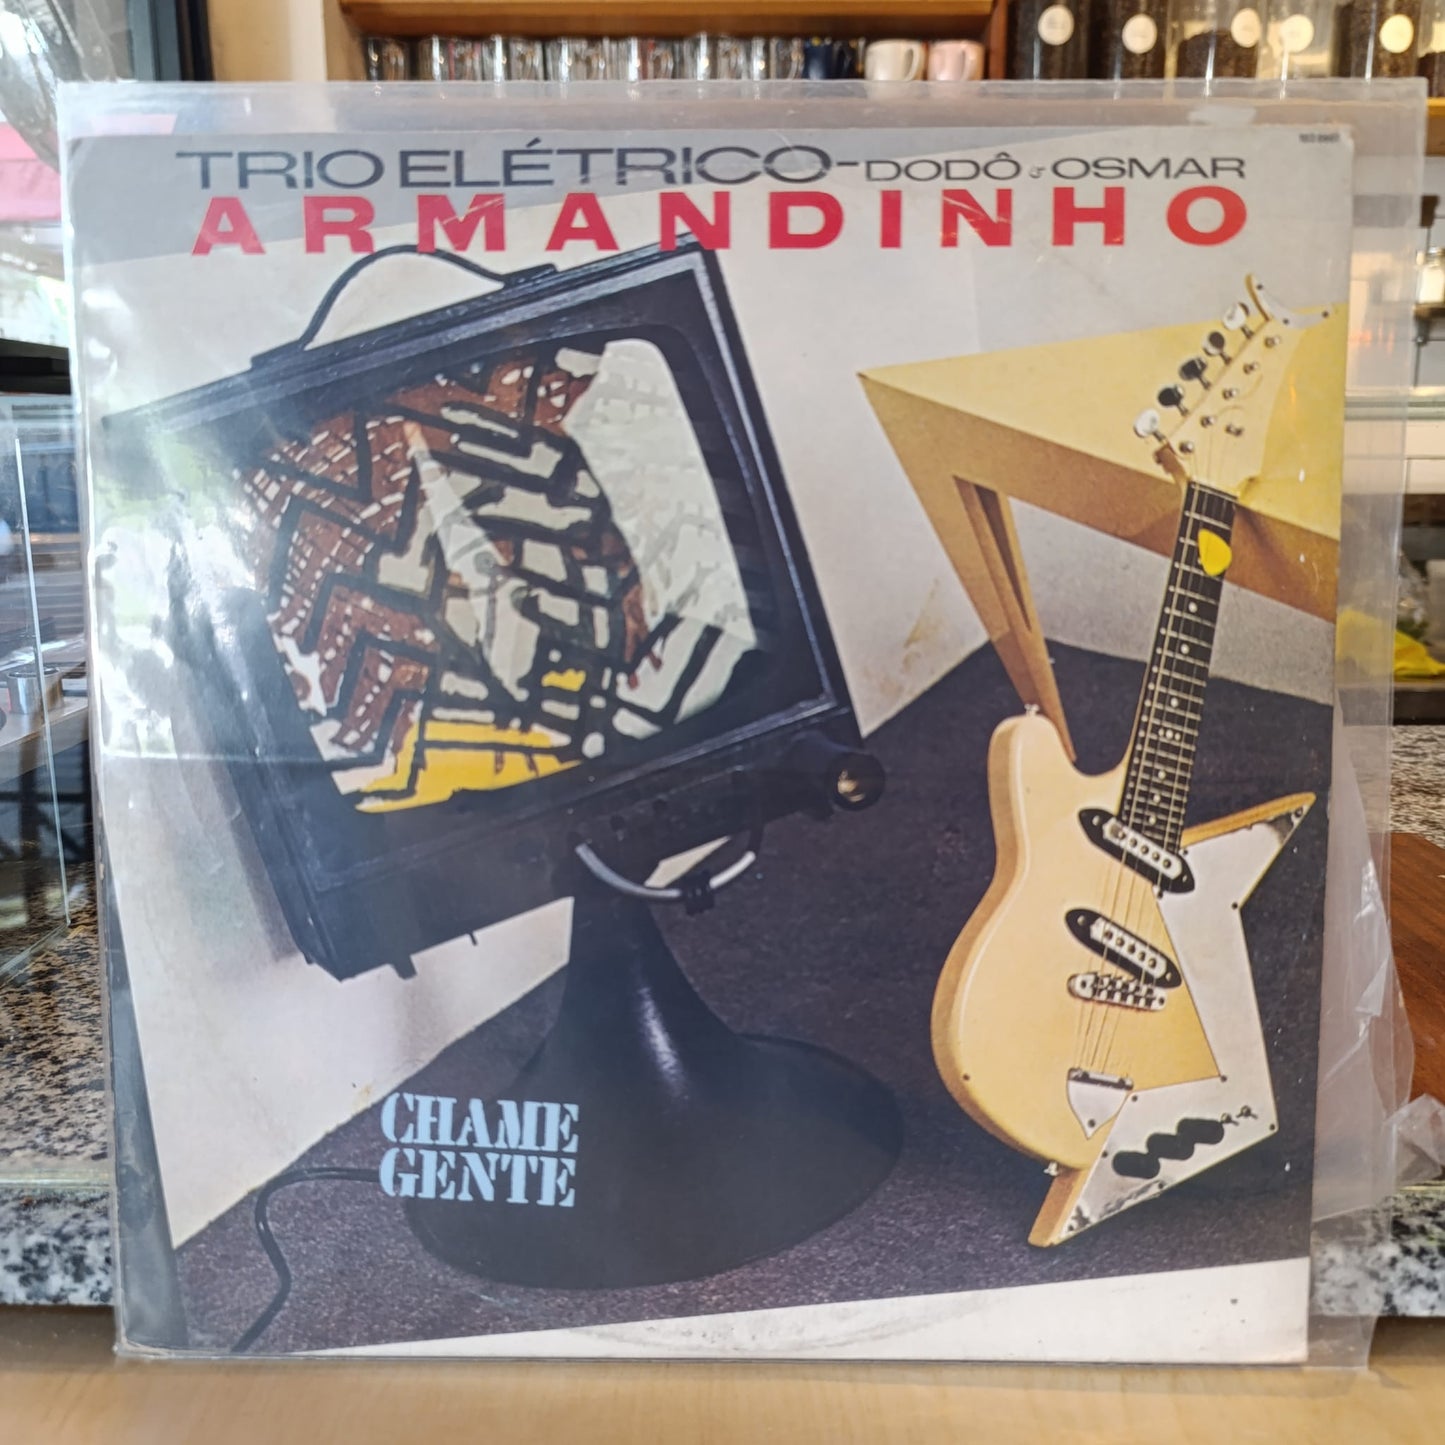 TRIO ELÉTRICO-DODÔ & OSMAR
ARMANDINHO
CHAME
GENTE